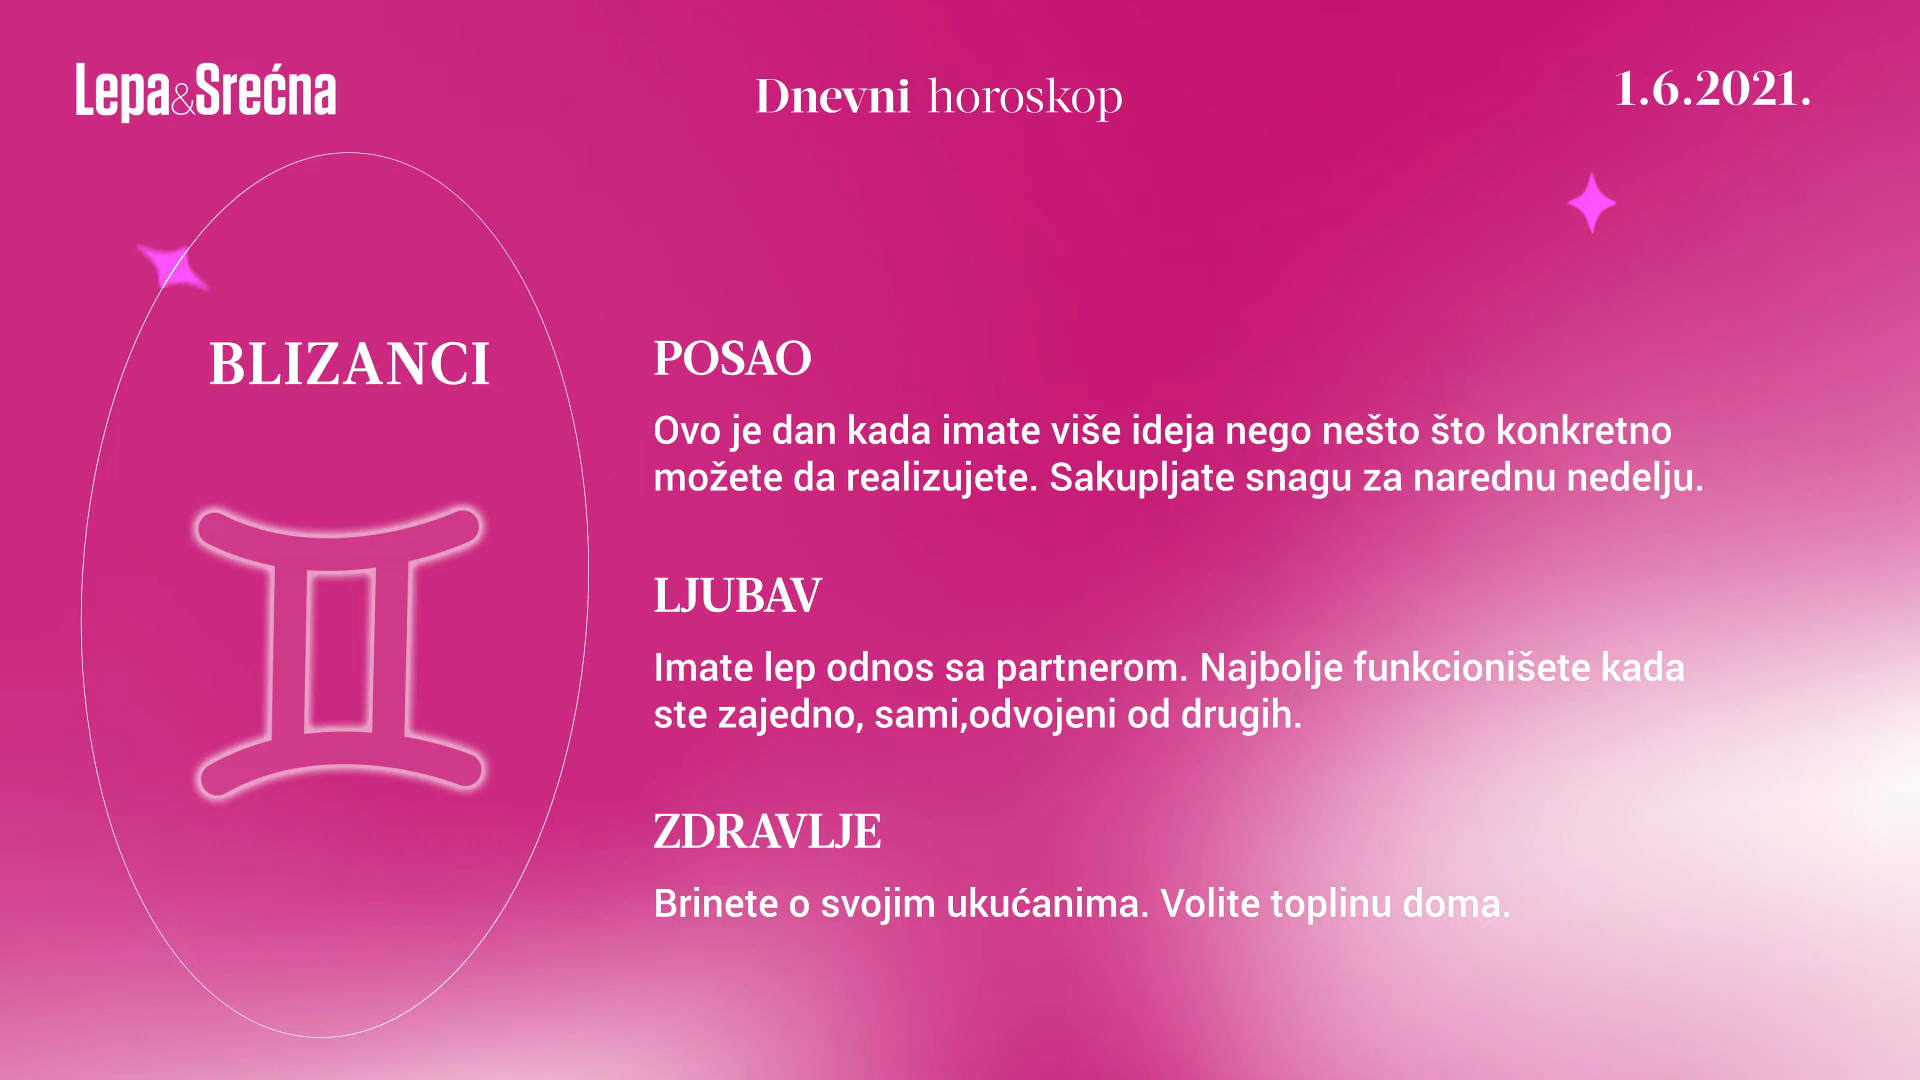 Lepa&Srećna
Dnevni horoskop
1.6.2021.
BLIZANCI
POSAO
Ovo je dan kada imate više ideja nego nešto što konkretno
možete da realizujete. Sakupljate snagu za narednu nedelju.
LJUBAV
Imate lep odnos sa partnerom. Najbolje funkcionišete kada
ste zajedno, sami,odvojeni od drugih.
ZDRAVLJE
Brinete o svojim ukućanima. Volite toplinu doma.